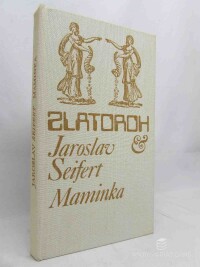 ZLATOROH
&
Jaroslav
Seifert
Maminka